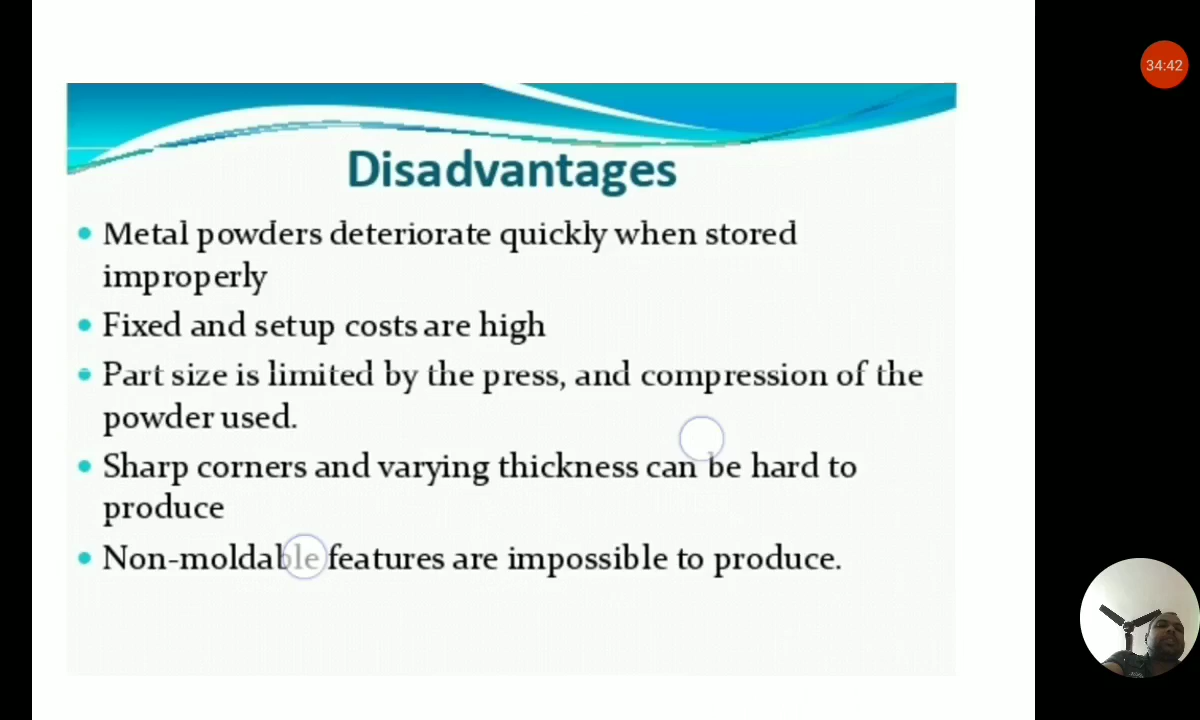 34:42
Disadvantages
• Metal powders deteriorate quickly when stored
improperly
• Fixed and setup costs are high
• Part size is limited by the press, and compression of the
powder used.
• Sharp corners and varying thickness can be hard to
produce
• Non-moldable features are impossible to produce.